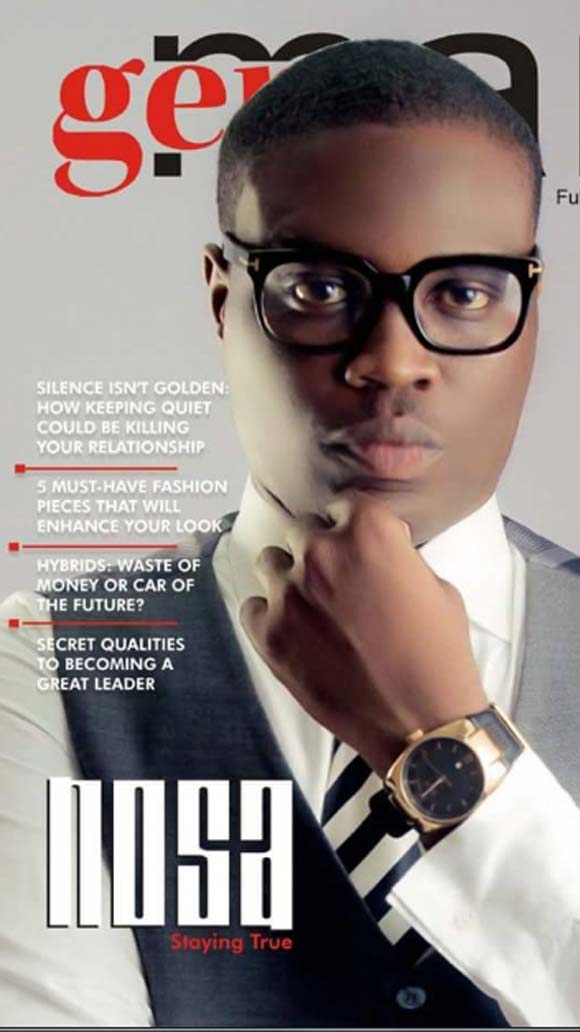 SILENCE ISN'T GOLDEN:
HOW KEEPING QUIET
COULD BE KILLING
YOUR RELATIONSHIP
5 MUST-HAVE FASHION
PIECES THAT WILL
ENHANCE YOUR LOOK
HYBRIDS: WASTE OF
MONEY OR CAR OF
THE FUTURE?
SECRET QUALITIES
TO BECOMING A
GREAT LEADER
nosa
Staying True